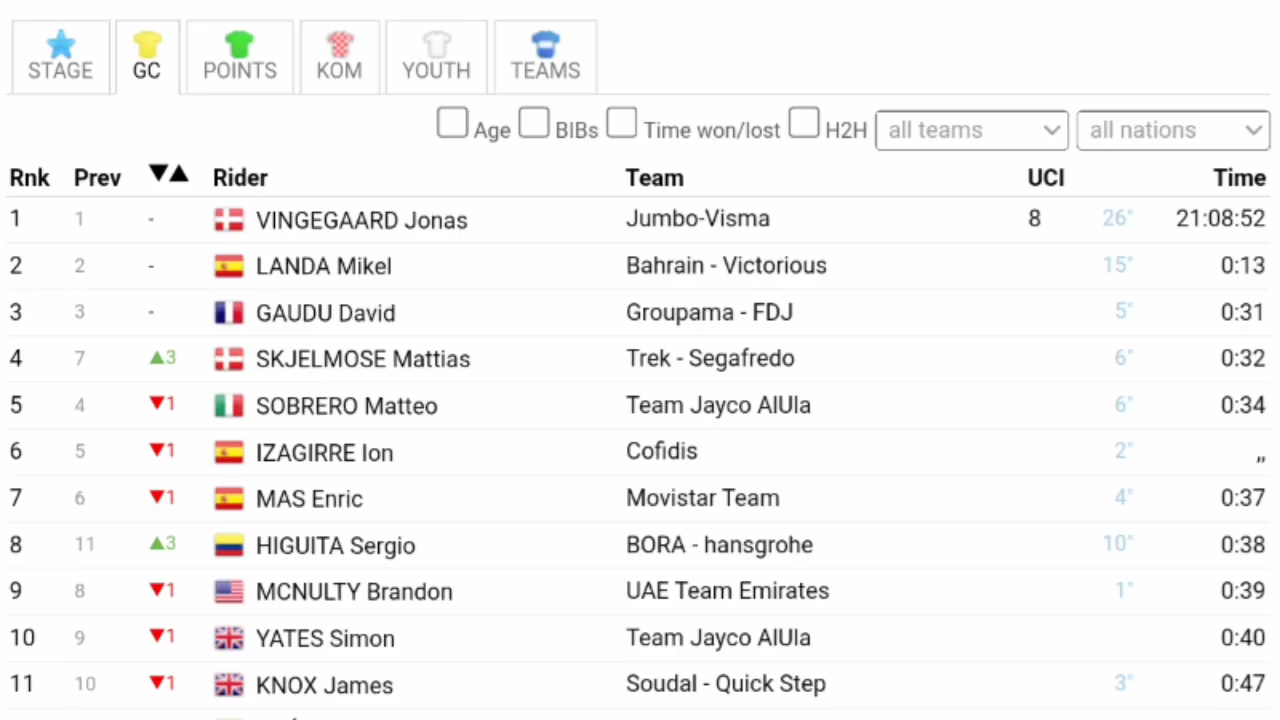 STAGE GC POINTS KOM YOUTH TEAMS
Age BIBs Time won/lost H2H all teams all nations
Rnk Prev ▼▲ Rider Team UCI Time
1 1 - VINGEGAARD Jonas Jumbo-Visma 8 26" 21:08:52
2 2 - LANDA Mikel Bahrain - Victorious 15" 0:13
3 3 - GAUDU David Groupama - FDJ 5" 0:31
4 7 ▲3 SKJELMOSE Mattias Trek - Segafredo 6" 0:32
5 4 ▼1 SOBRERO Matteo Team Jayco AlUla 6" 0:34
6 5 ▼1 IZAGIRRE Ion Cofidis 2" ,,
7 6 ▼1 MAS Enric Movistar Team 4" 0:37
8 11 ▲3 HIGUITA Sergio BORA - hansgrohe 10" 0:38
9 8 ▼1 MCNULTY Brandon UAE Team Emirates 1" 0:39
10 9 ▼1 YATES Simon Team Jayco AlUla 0:40
11 10 ▼1 KNOX James Soudal - Quick Step 3" 0:47